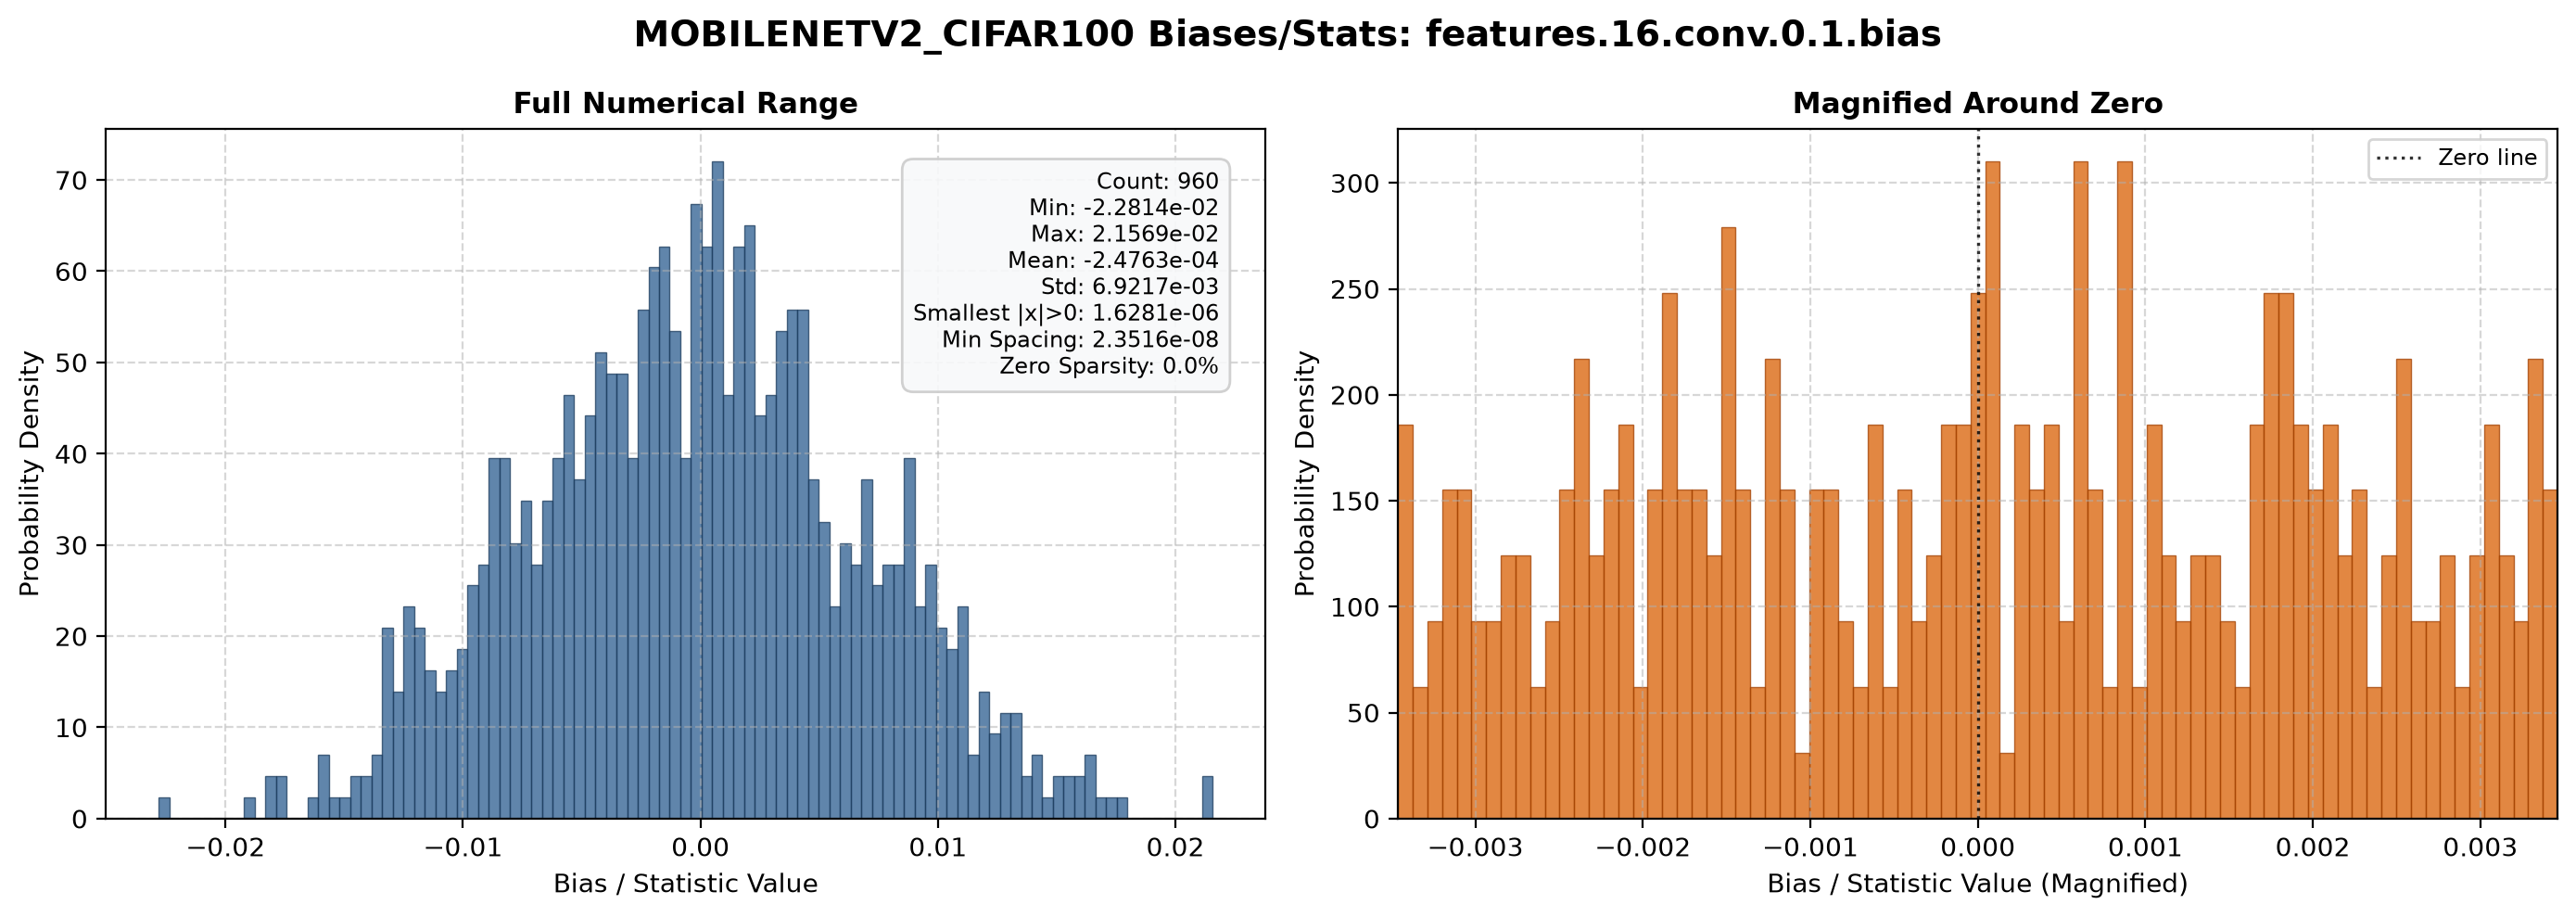 MOBILENETV2_CIFAR100 Biases/Stats: features.16.conv.0.1.bias
Full Numerical Range
Probability Density
70
60
50
40
30
20
10
0
Count: 960
Min: -2.2814e-02
Max: 2.1569e-02
Mean: -2.4763e-04
Std: 6.9217e-03
Smallest |x|>0: 1.6281e-06
Min Spacing: 2.3516e-08
Zero Sparsity: 0.0%
−0.02 −0.01 0.00 0.01 0.02
Bias / Statistic Value
Magnified Around Zero
Probability Density
300
250
200
150
100
50
0
Zero line
−0.003 −0.002 −0.001 0.000 0.001 0.002 0.003
Bias / Statistic Value (Magnified)